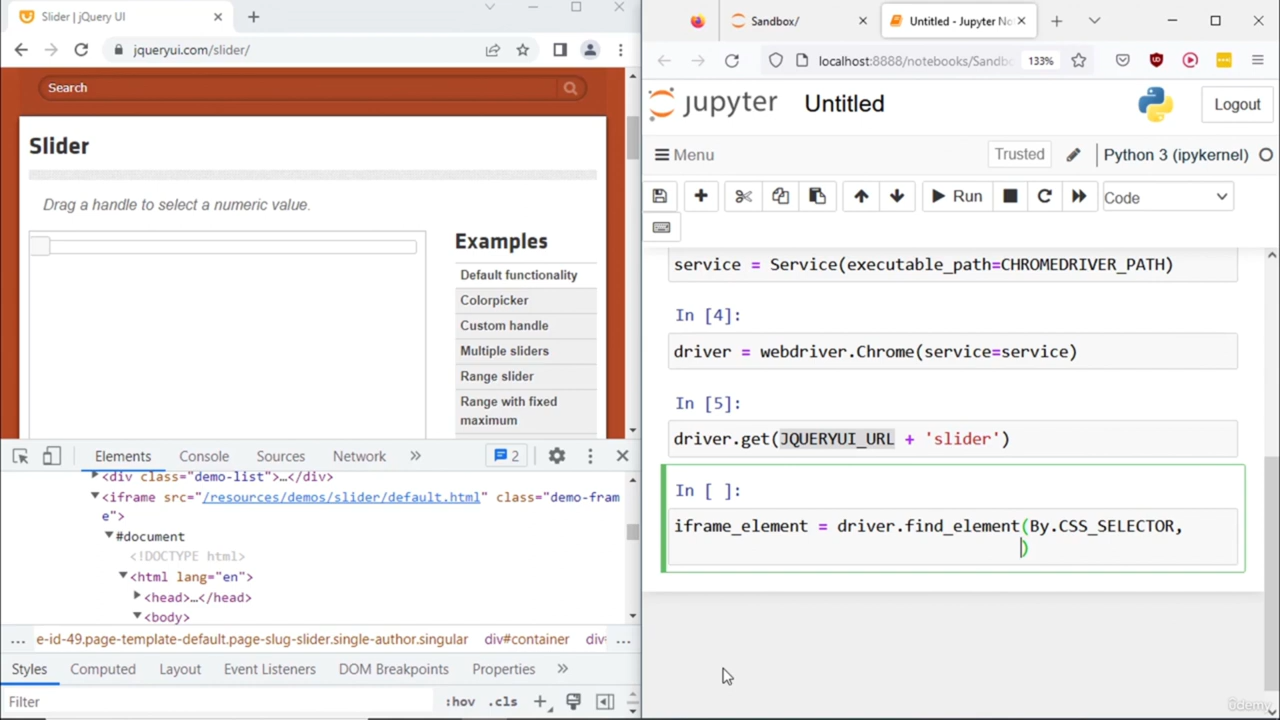 Slider | jQuery UI
jqueryui.com/slider/
Search
Slider
Drag a handle to select a numeric value.
Examples
Default functionality
Colorpicker
Custom handle
Multiple sliders
Range slider
Range with fixed
maximum
Elements
Console
Sources
Network
2
<div class="demo-list">…</div>
<iframe src="/resources/demos/slider/default.html" class="demo-fram
e">
#document
<!DOCTYPE html>
<html lang="en">
<head>…</head>
<body>
... e-id-49.page-template-default.page-slug-slider.single-author.singular div#container div ...
Styles
Computed
Layout
Event Listeners
DOM Breakpoints
Properties
Filter
:hov .cls
Sandbox/
Untitled - Jupyter No
localhost:8888/notebooks/Sandb
133%
jupyter
Untitled
Logout
Menu
Trusted
Python 3 (ipykernel)
Run
Code
service = Service(executable_path=CHROMEDRIVER_PATH)
In [4]:
driver = webdriver.Chrome(service=service)
In [5]:
driver.get(JQUERYUI_URL + 'slider')
In [ ]:
iframe_element = driver.find_element(By.CSS_SELECTOR,
)
ûdemy